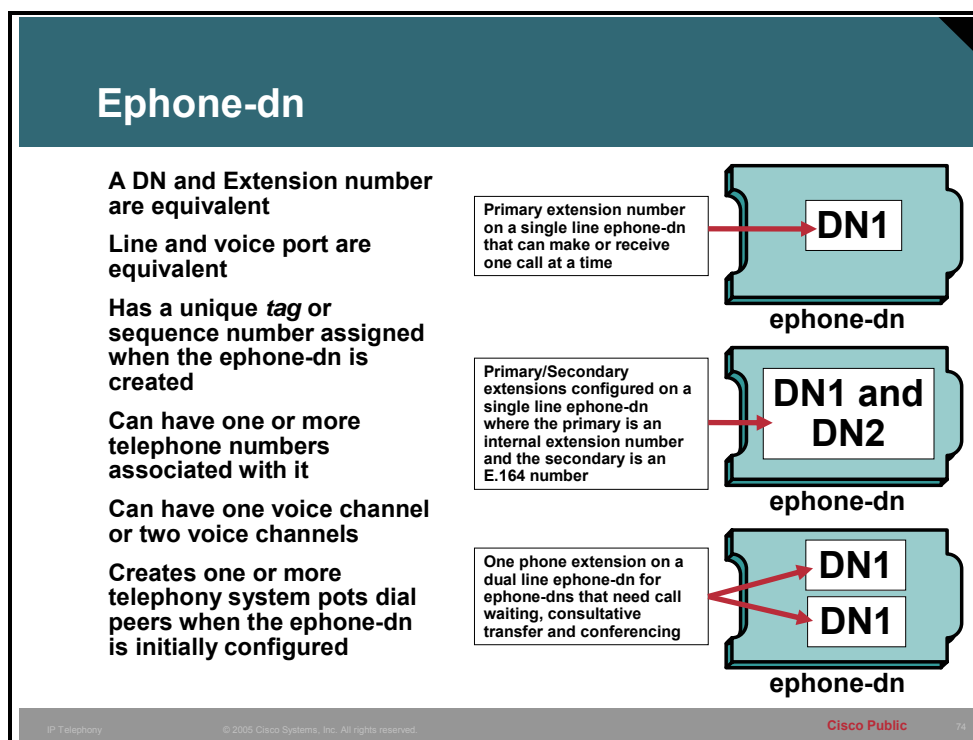 Ephone-dn
A DN and Extension number
are equivalent
Line and voice port are
equivalent
Has a unique tag or
sequence number assigned
when the ephone-dn is
created
Can have one or more
telephone numbers
associated with it
Can have one voice channel
or two voice channels
Creates one or more
telephony system pots dial
peers when the ephone-dn
is initially configured
Primary extension number
on a single line ephone-dn
that can make or receive
one call at a time
DN1
ephone-dn
Primary/Secondary
extensions configured on a
single line ephone-dn
where the primary is an
internal extension number
and the secondary is an
E.164 number
DN1 and
DN2
ephone-dn
One phone extension on a
dual line ephone-dn for
ephone-dns that need call
waiting, consultative
transfer and conferencing
DN1
DN1
ephone-dn
IP Telephony
© 2005 Cisco Systems, Inc. All rights reserved.
Cisco Public
74